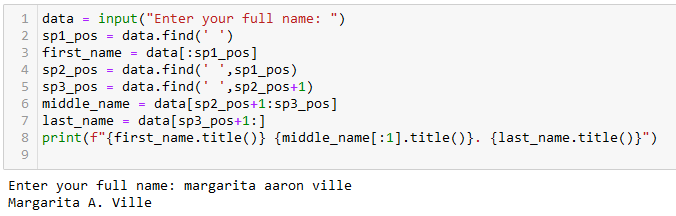 1 data = input("Enter your full name: ")
2 sp1_pos = data.find(' ')
3 first_name = data[:sp1_pos]
4 sp2_pos = data.find(' ',sp1_pos)
5 sp3_pos = data.find(' ',sp2_pos+1)
6 middle_name = data[sp2_pos+1:sp3_pos]
7 last_name = data[sp3_pos+1:]
8 print(f"{first_name.title()} {middle_name[:1].title()}. {last_name.title()}")
9
Enter your full name: margarita aaron ville
Margarita A. Ville